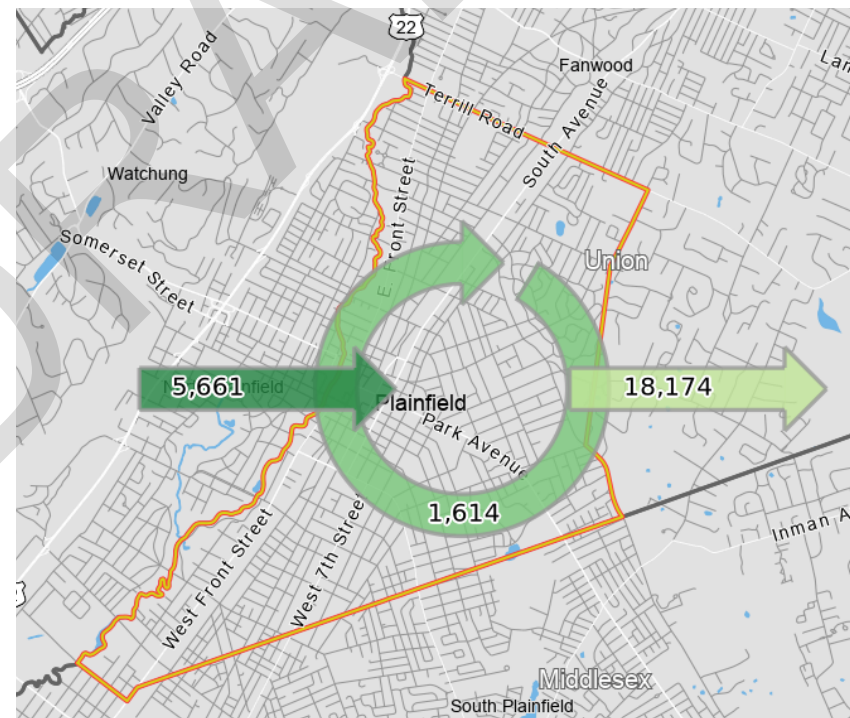 22
Fanwood
Valley Road
Terrill Road
South Avenue
Watchung
E Front Street
Somerset Street
Union
5,661
18,174
Plainfield
Park Avenue
1,614
Inman A
West Front Street
West 7th Street
Middlesex
South Plainfield